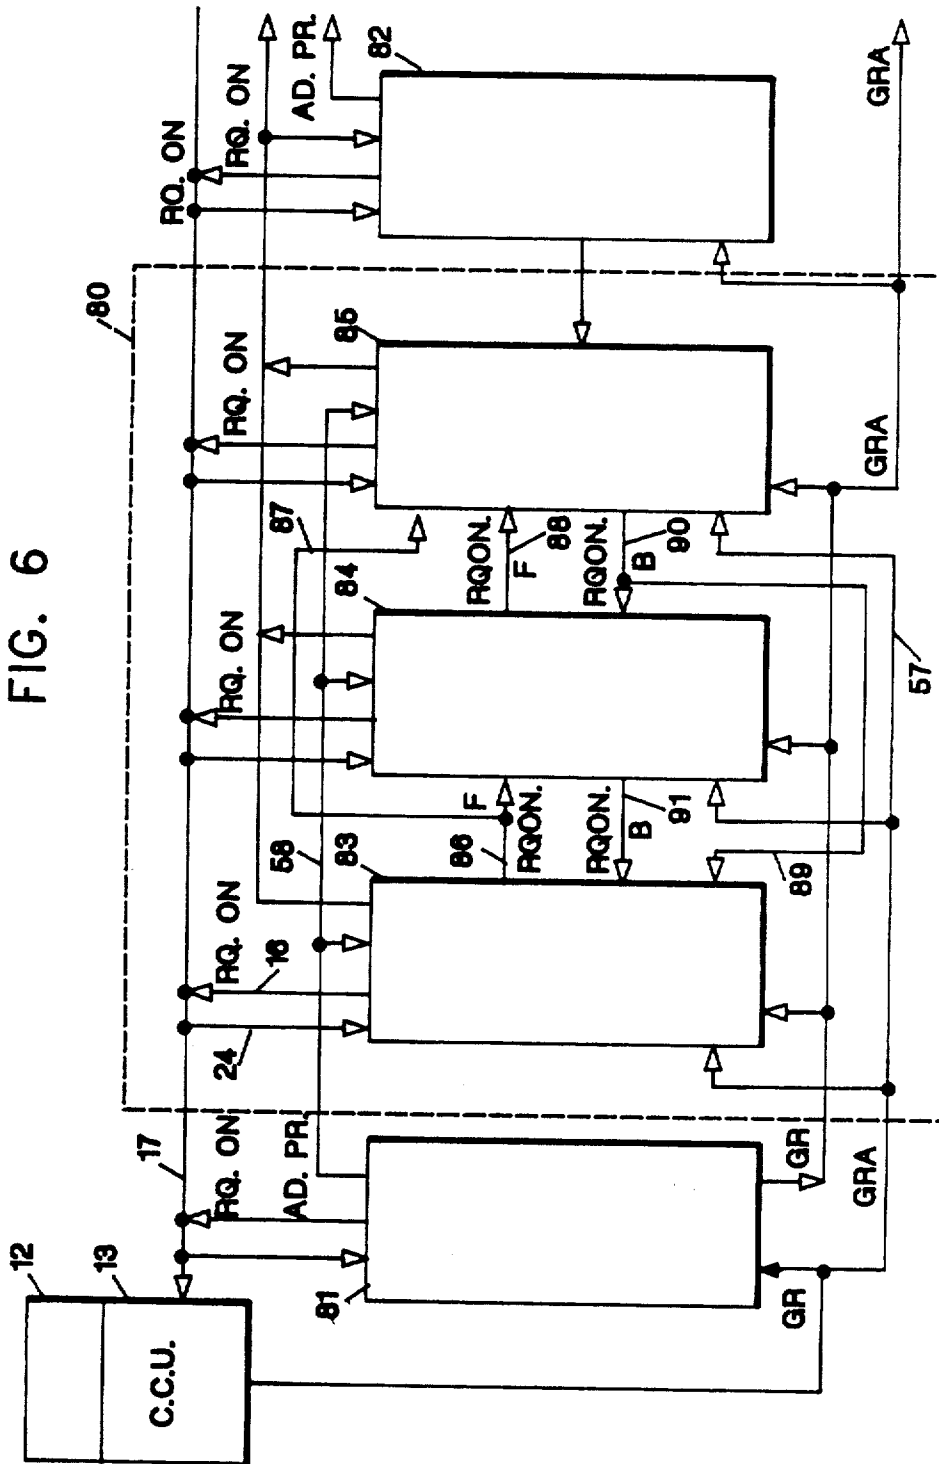 FIG. 6
12
13
C.C.U.
17
RQ. ON
AD. PR.
81
GR
GR
GRA
80
24
RQ. ON
16
58
83
86
F
RQON.
RQON.
B
91
89
RQ. ON
84
87
RQON.
F
88
RQON.
B
90
57
RQ. ON
85
GRA
RQ. ON
RQ. ON
AD. PR.
82
GRA